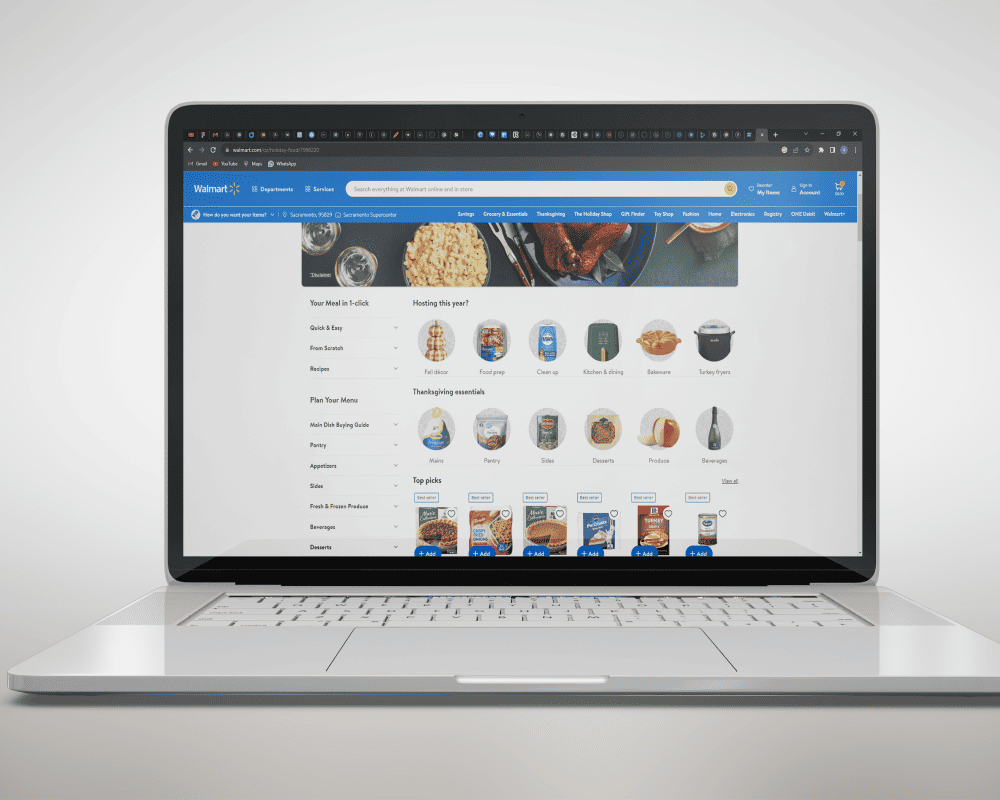 walmart.com/cp/holiday-food/7990220
Gmail YouTube Maps WhatsApp
Walmart Departments Services Search everything at Walmart online and in store Reorder My Items Sign In Account $0.00
How do you want your items? Sacramento, 95829 Sacramento Supercenter Savings Grocery & Essentials Thanksgiving The Holiday Shop Gift Finder Toy Shop Fashion Home Electronics Registry ONE Debit Walmart+
Disclaimer
Your Meal in 1-click
Quick & Easy
From Scratch
Recipes
Plan Your Menu
Main Dish Buying Guide
Pantry
Appetizers
Sides
Fresh & Frozen Produce
Beverages
Desserts
Hosting this year?
Fall décor Food prep Clean up Kitchen & dining Bakeware Turkey fryers
Thanksgiving essentials
Mains Pantry Sides Desserts Produce Beverages
Top picks View all
Best seller Best seller Best seller Best seller Best seller Best seller
CRISPY FRIED ONIONS
TURKEY
+ Add + Add + Add + Add + Add + Add